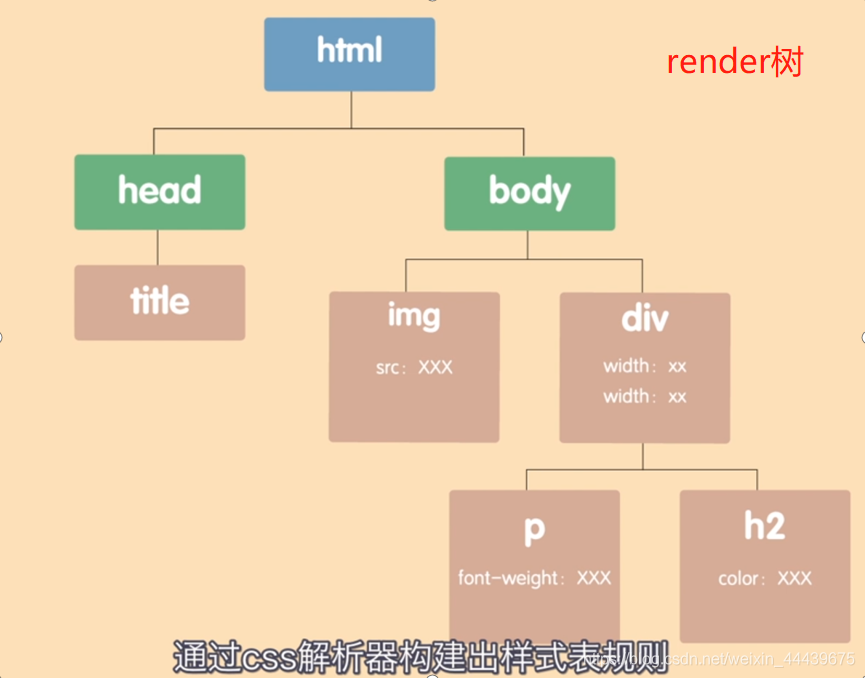 html
render树
head
body
title
img
src：XXX
div
width：xx
width：xx
p
font-weight：XXX
h2
color：XXX
通过css解析器构建出样式表规则
https://blog.csdn.net/weixin_44439675